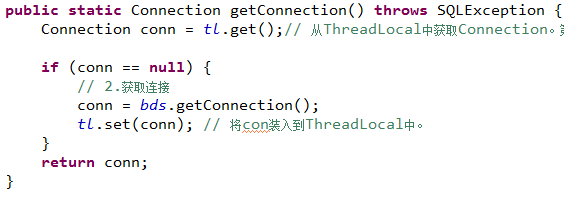 public static Connection getConnection() throws SQLException {
    Connection conn = tl.get();// 从ThreadLocal中获取Connection。
    if (conn == null) {
        // 2.获取连接
        conn = bds.getConnection();
        tl.set(conn); // 将con装入到ThreadLocal中。
    }
    return conn;
}